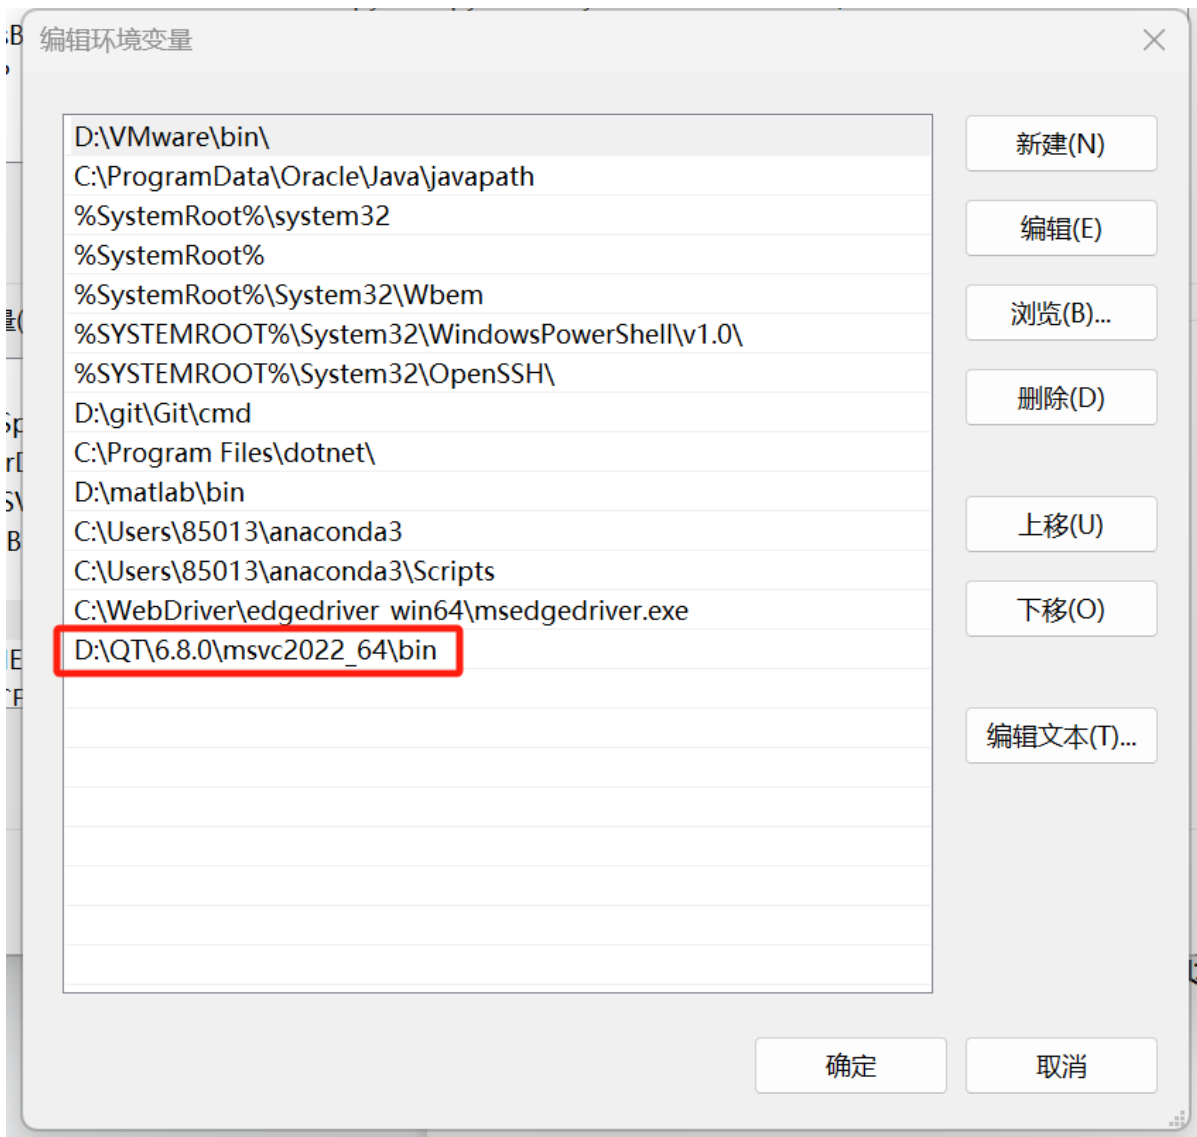 编辑环境变量
D:\VMware\bin\
C:\ProgramData\Oracle\Java\javapath
%SystemRoot%\system32
%SystemRoot%
%SystemRoot%\System32\Wbem
%SYSTEMROOT%\System32\WindowsPowerShell\v1.0\
%SYSTEMROOT%\System32\OpenSSH\
D:\git\Git\cmd
C:\Program Files\dotnet\
D:\matlab\bin
C:\Users\85013\anaconda3
C:\Users\85013\anaconda3\Scripts
C:\WebDriver\edgedriver_win64\msedgedriver.exe
D:\QT\6.8.0\msvc2022_64\bin
新建(N)
编辑(E)
浏览(B)...
删除(D)
上移(U)
下移(O)
编辑文本(T)...
确定
取消